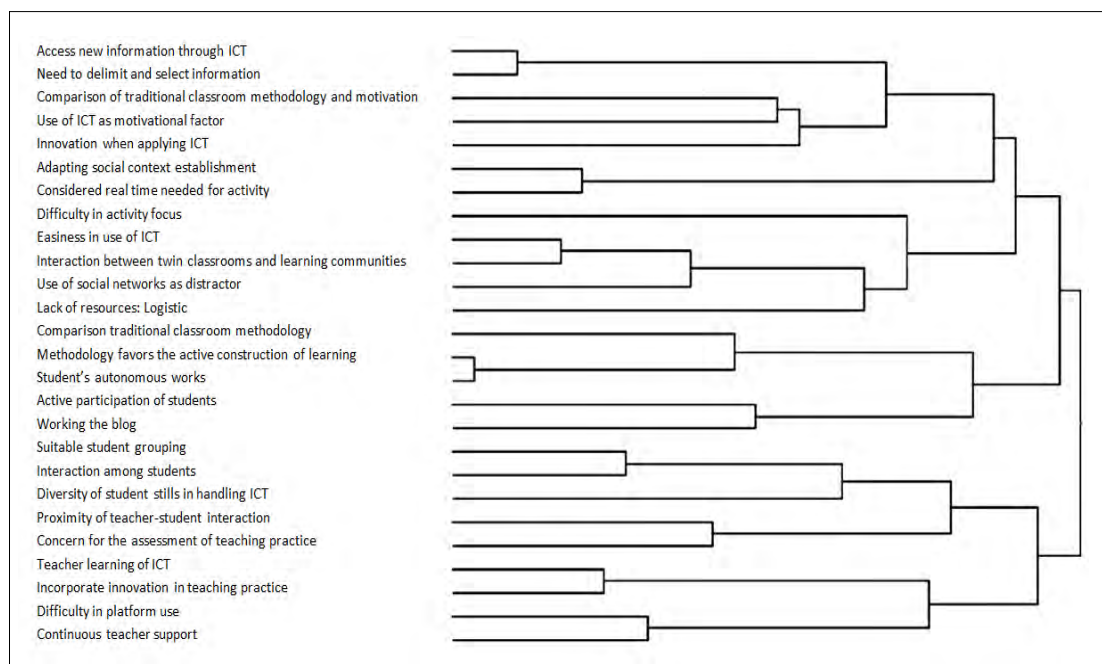 Access new information through ICT
Need to delimit and select information
Comparison of traditional classroom methodology and motivation
Use of ICT as motivational factor
Innovation when applying ICT
Adapting social context establishment
Considered real time needed for activity
Difficulty in activity focus
Easiness in use of ICT
Interaction between twin classrooms and learning communities
Use of social networks as distractor
Lack of resources: Logistic
Comparison traditional classroom methodology
Methodology favors the active construction of learning
Student’s autonomous works
Active participation of students
Working the blog
Suitable student grouping
Interaction among students
Diversity of student stills in handling ICT
Proximity of teacher-student interaction
Concern for the assessment of teaching practice
Teacher learning of ICT
Incorporate innovation in teaching practice
Difficulty in platform use
Continuous teacher support